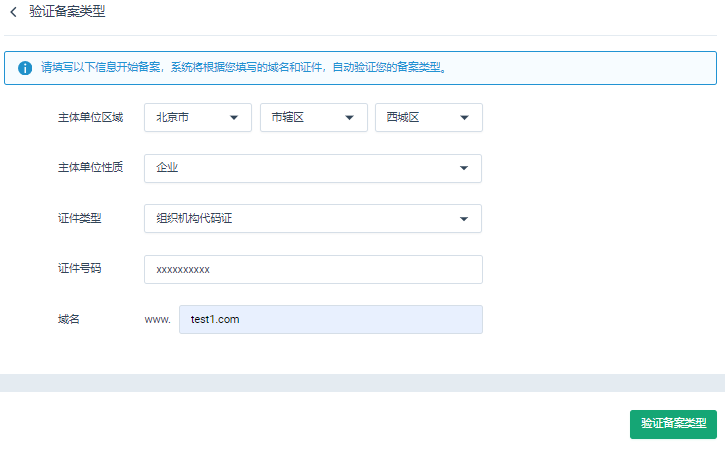 验证备案类型
请填写以下信息开始备案，系统将根据您填写的域名和证件，自动验证您的备案类型。
主体单位区域 北京市 市辖区 西城区
主体单位性质 企业
证件类型 组织机构代码证
证件号码 xxxxxxxxxx
域名 www. test1.com
验证备案类型